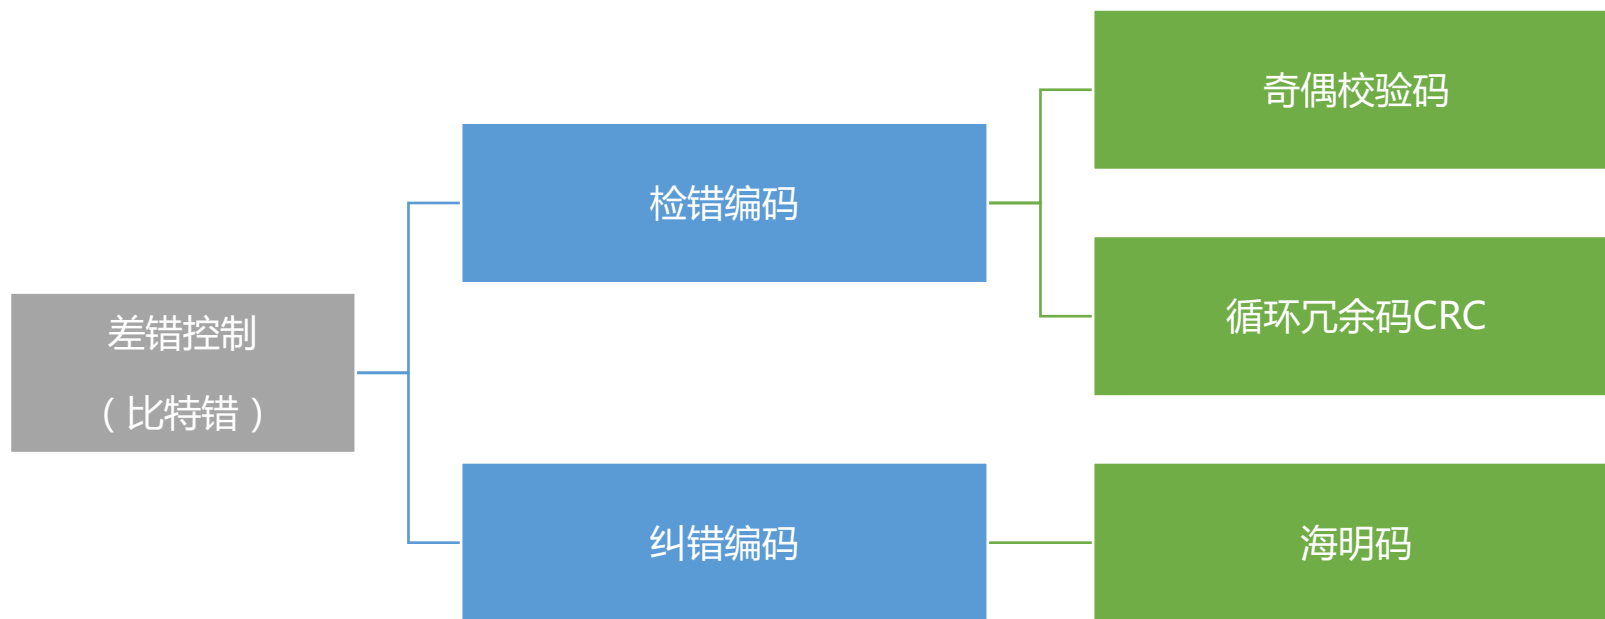 差错控制
（比特错）
检错编码
纠错编码
奇偶校验码
循环冗余码CRC
海明码